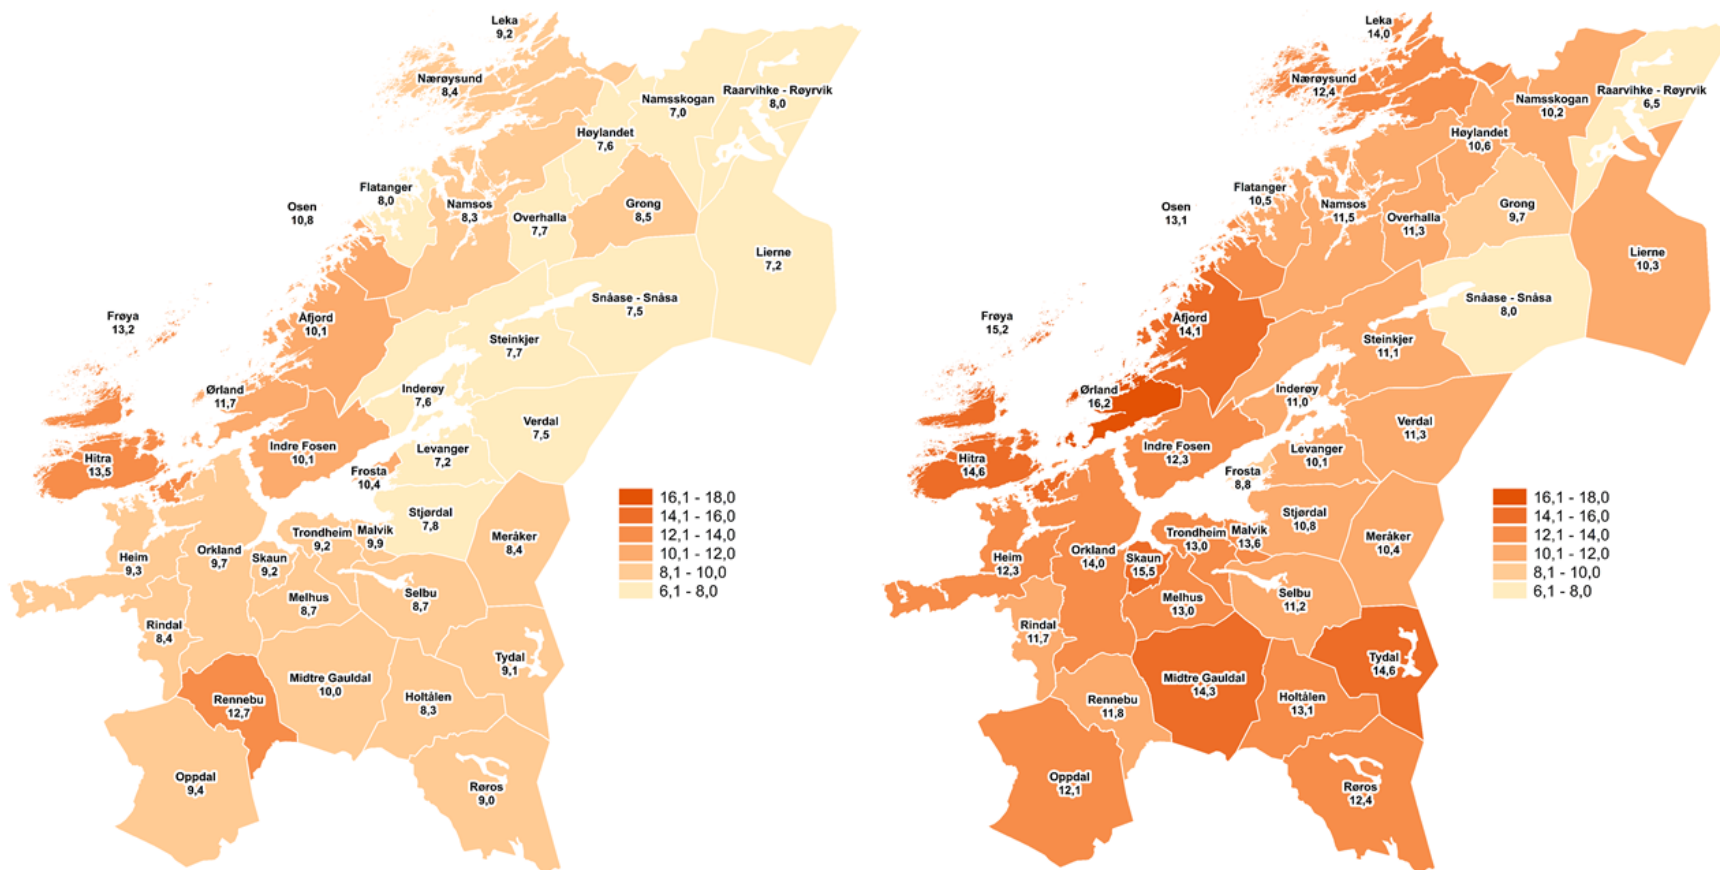 Leka
9,2
Nærøysund
8,4
Namsskogan
7,0
Raarvihke - Røyrvik
8,0
Høylandet
7,6
Flatanger
8,0
Osen
10,8
Namsos
8,3
Overhalla
7,7
Grong
8,5
Lierne
7,2
Snåase - Snåsa
7,5
Frøya
13,2
Åfjord
10,1
Steinkjer
7,7
Ørland
11,7
Inderøy
7,6
Verdal
7,5
Indre Fosen
10,1
Levanger
7,2
Hitra
13,5
Frosta
10,4
Stjørdal
7,8
Trondheim
9,2
Malvik
9,9
Meråker
8,4
Heim
9,3
Orkland
9,7
Skaun
9,2
Melhus
8,7
Selbu
8,7
Rindal
8,4
Tydal
9,1
Midtre Gauldal
10,0
Rennebu
12,7
Holtålen
8,3
Oppdal
9,4
Røros
9,0
16,1 - 18,0
14,1 - 16,0
12,1 - 14,0
10,1 - 12,0
8,1 - 10,0
6,1 - 8,0
Leka
14,0
Nærøysund
12,4
Namsskogan
10,2
Raarvihke - Røyrvik
6,5
Høylandet
10,6
Flatanger
10,5
Osen
13,1
Namsos
11,5
Overhalla
11,3
Grong
9,7
Lierne
10,3
Snåase - Snåsa
8,0
Frøya
15,2
Åfjord
14,1
Steinkjer
11,1
Ørland
16,2
Inderøy
11,0
Verdal
11,3
Indre Fosen
12,3
Levanger
10,1
Hitra
14,6
Frosta
8,8
Stjørdal
10,8
Trondheim
13,0
Malvik
13,6
Meråker
10,4
Heim
12,3
Orkland
14,0
Skaun
15,5
Melhus
13,0
Selbu
11,2
Rindal
11,7
Tydal
14,6
Midtre Gauldal
14,3
Rennebu
11,8
Holtålen
13,1
Oppdal
12,1
Røros
12,4
16,1 - 18,0
14,1 - 16,0
12,1 - 14,0
10,1 - 12,0
8,1 - 10,0
6,1 - 8,0